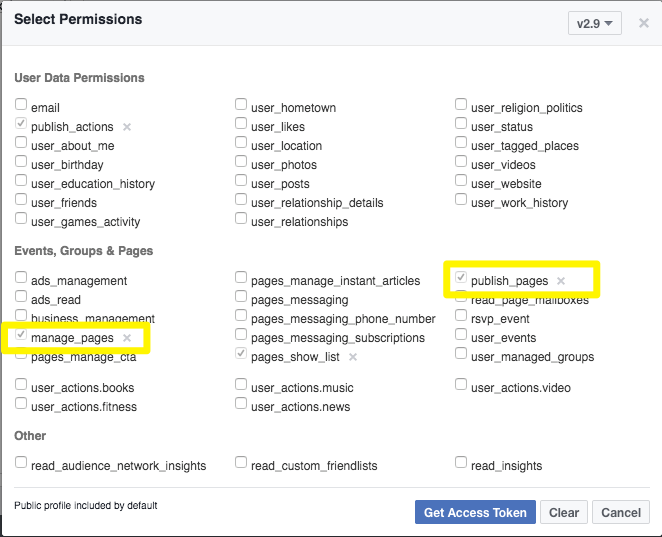 Select Permissions
v2.9
User Data Permissions
email
user_hometown
user_religion_politics
publish_actions
user_likes
user_status
user_about_me
user_location
user_tagged_places
user_birthday
user_photos
user_videos
user_education_history
user_posts
user_website
user_friends
user_relationship_details
user_work_history
user_games_activity
user_relationships
Events, Groups & Pages
ads_management
pages_manage_instant_articles
publish_pages
ads_read
pages_messaging
read_page_mailboxes
business_management
pages_messaging_phone_number
rsvp_event
manage_pages
pages_messaging_subscriptions
user_events
pages_manage_cta
pages_show_list
user_managed_groups
user_actions.books
user_actions.music
user_actions.video
user_actions.fitness
user_actions.news
Other
read_audience_network_insights
read_custom_friendlists
read_insights
Public profile included by default
Get Access Token
Clear
Cancel